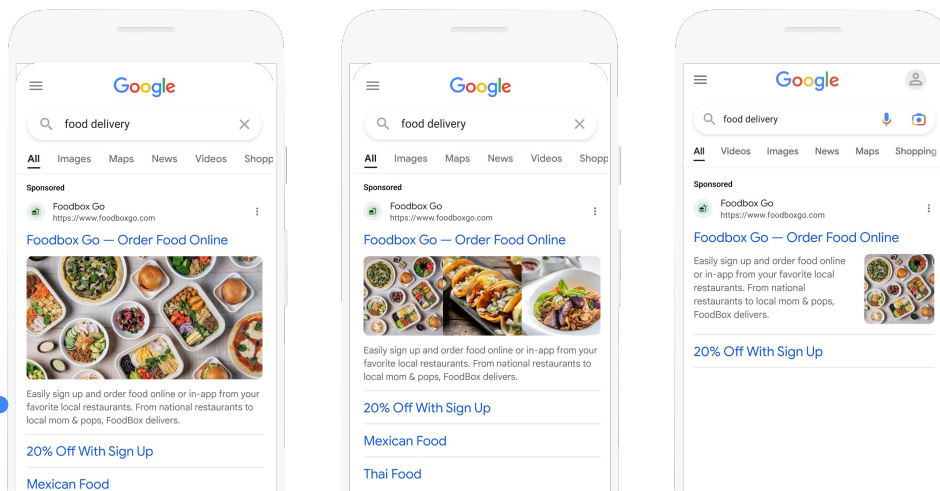 Google
food delivery
All Images Maps News Videos Shopp
Sponsored
Foodbox Go
https://www.foodboxgo.com
Foodbox Go — Order Food Online
Easily sign up and order food online or in-app from your
favorite local restaurants. From national restaurants to
local mom & pops, FoodBox delivers.
20% Off With Sign Up
Mexican Food
Google
food delivery
All Images Maps News Videos Shopp
Sponsored
Foodbox Go
https://www.foodboxgo.com
Foodbox Go — Order Food Online
Easily sign up and order food online or in-app from your
favorite local restaurants. From national restaurants to
local mom & pops, FoodBox delivers.
20% Off With Sign Up
Mexican Food
Thai Food
Google
food delivery
All Videos Images News Maps Shopping
Sponsored
Foodbox Go
https://www.foodboxgo.com
Foodbox Go — Order Food Online
Easily sign up and order food online
or in-app from your favorite local
restaurants. From national
restaurants to local mom & pops,
FoodBox delivers.
20% Off With Sign Up